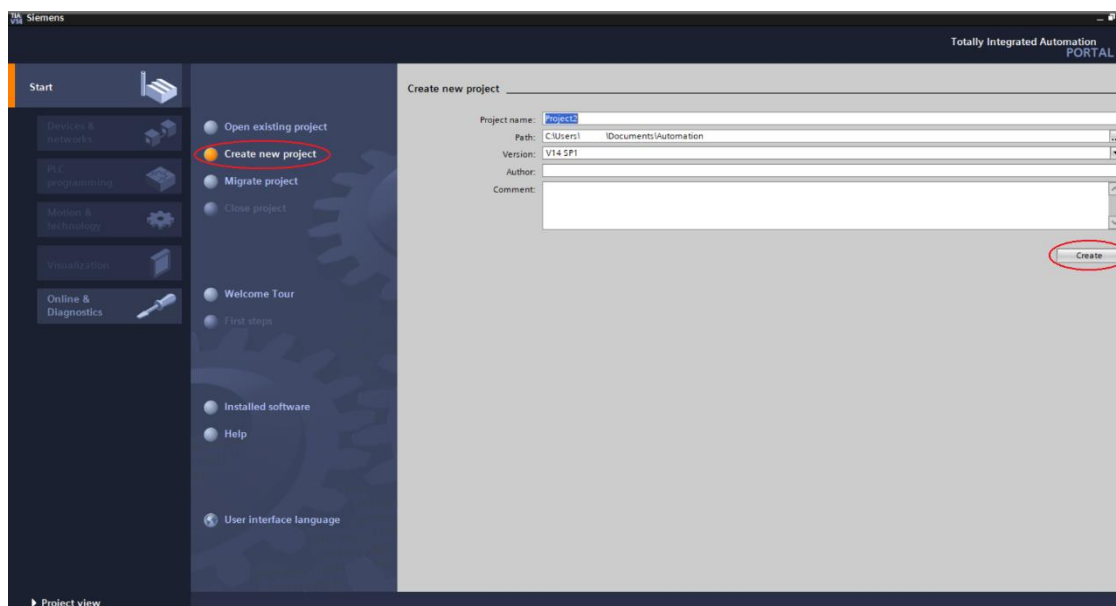 TIA
V14
Siemens
Totally Integrated Automation
PORTAL
Start
Devices &
networks
PLC
programming
Motion &
technology
Visualization
Online &
Diagnostics
Open existing project
Create new project
Migrate project
Close project
Welcome Tour
First steps
Installed software
Help
User interface language
Create new project
Project name: Project2
Path: C:\Users\ \Documents\Automation
...
Version: V14 SP1
Author:
Comment:
Create
Project view